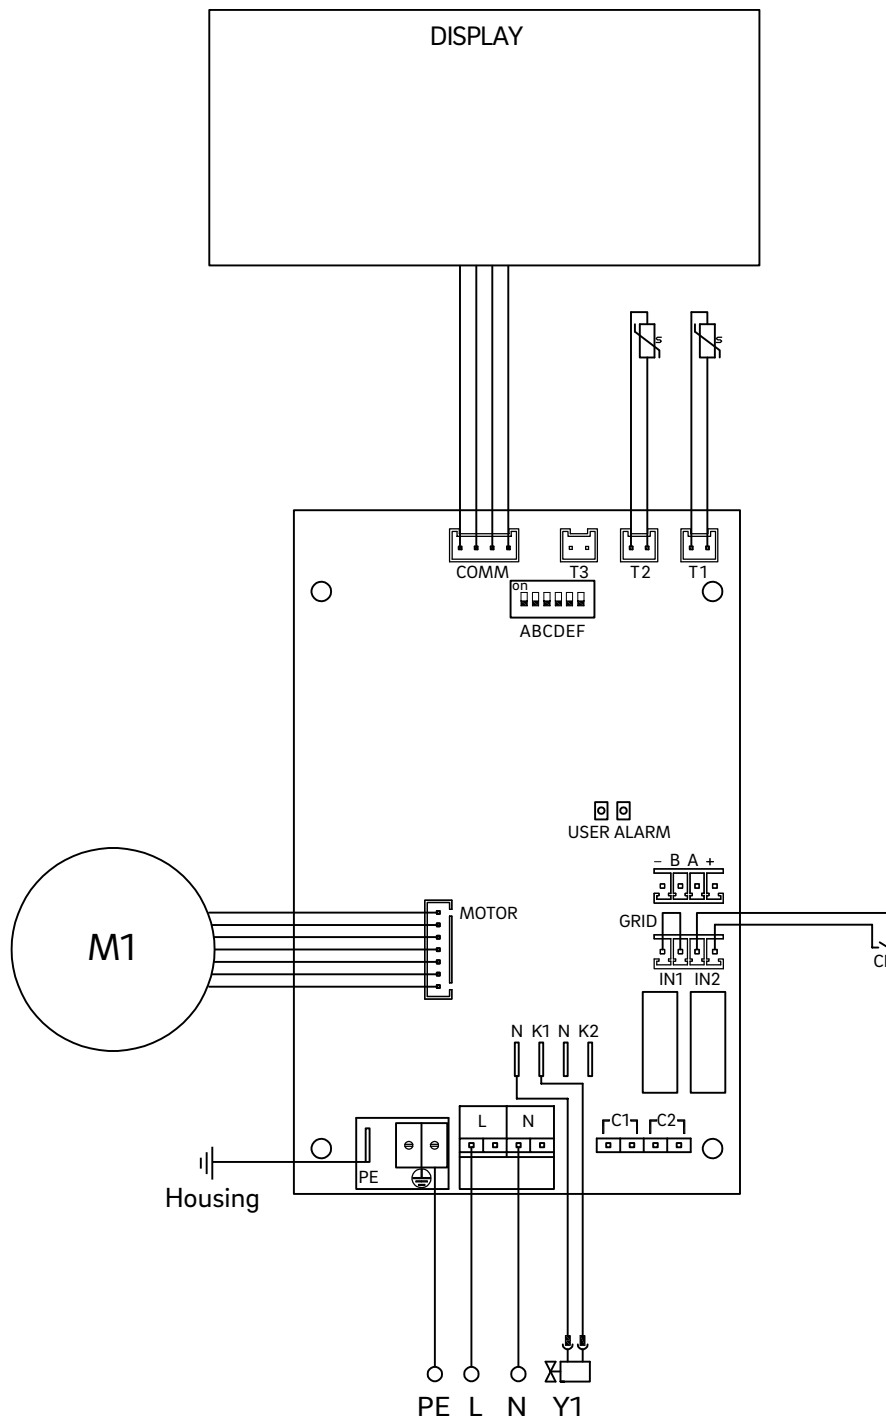 DISPLAY
s s
COMM T3 T2 T1
on
ABCDEF
USER ALARM
– B A +
MOTOR
GRID
M1
IN1 IN2
N K1 N K2
L N
C1 C2
PE
Housing
PE L N Y1